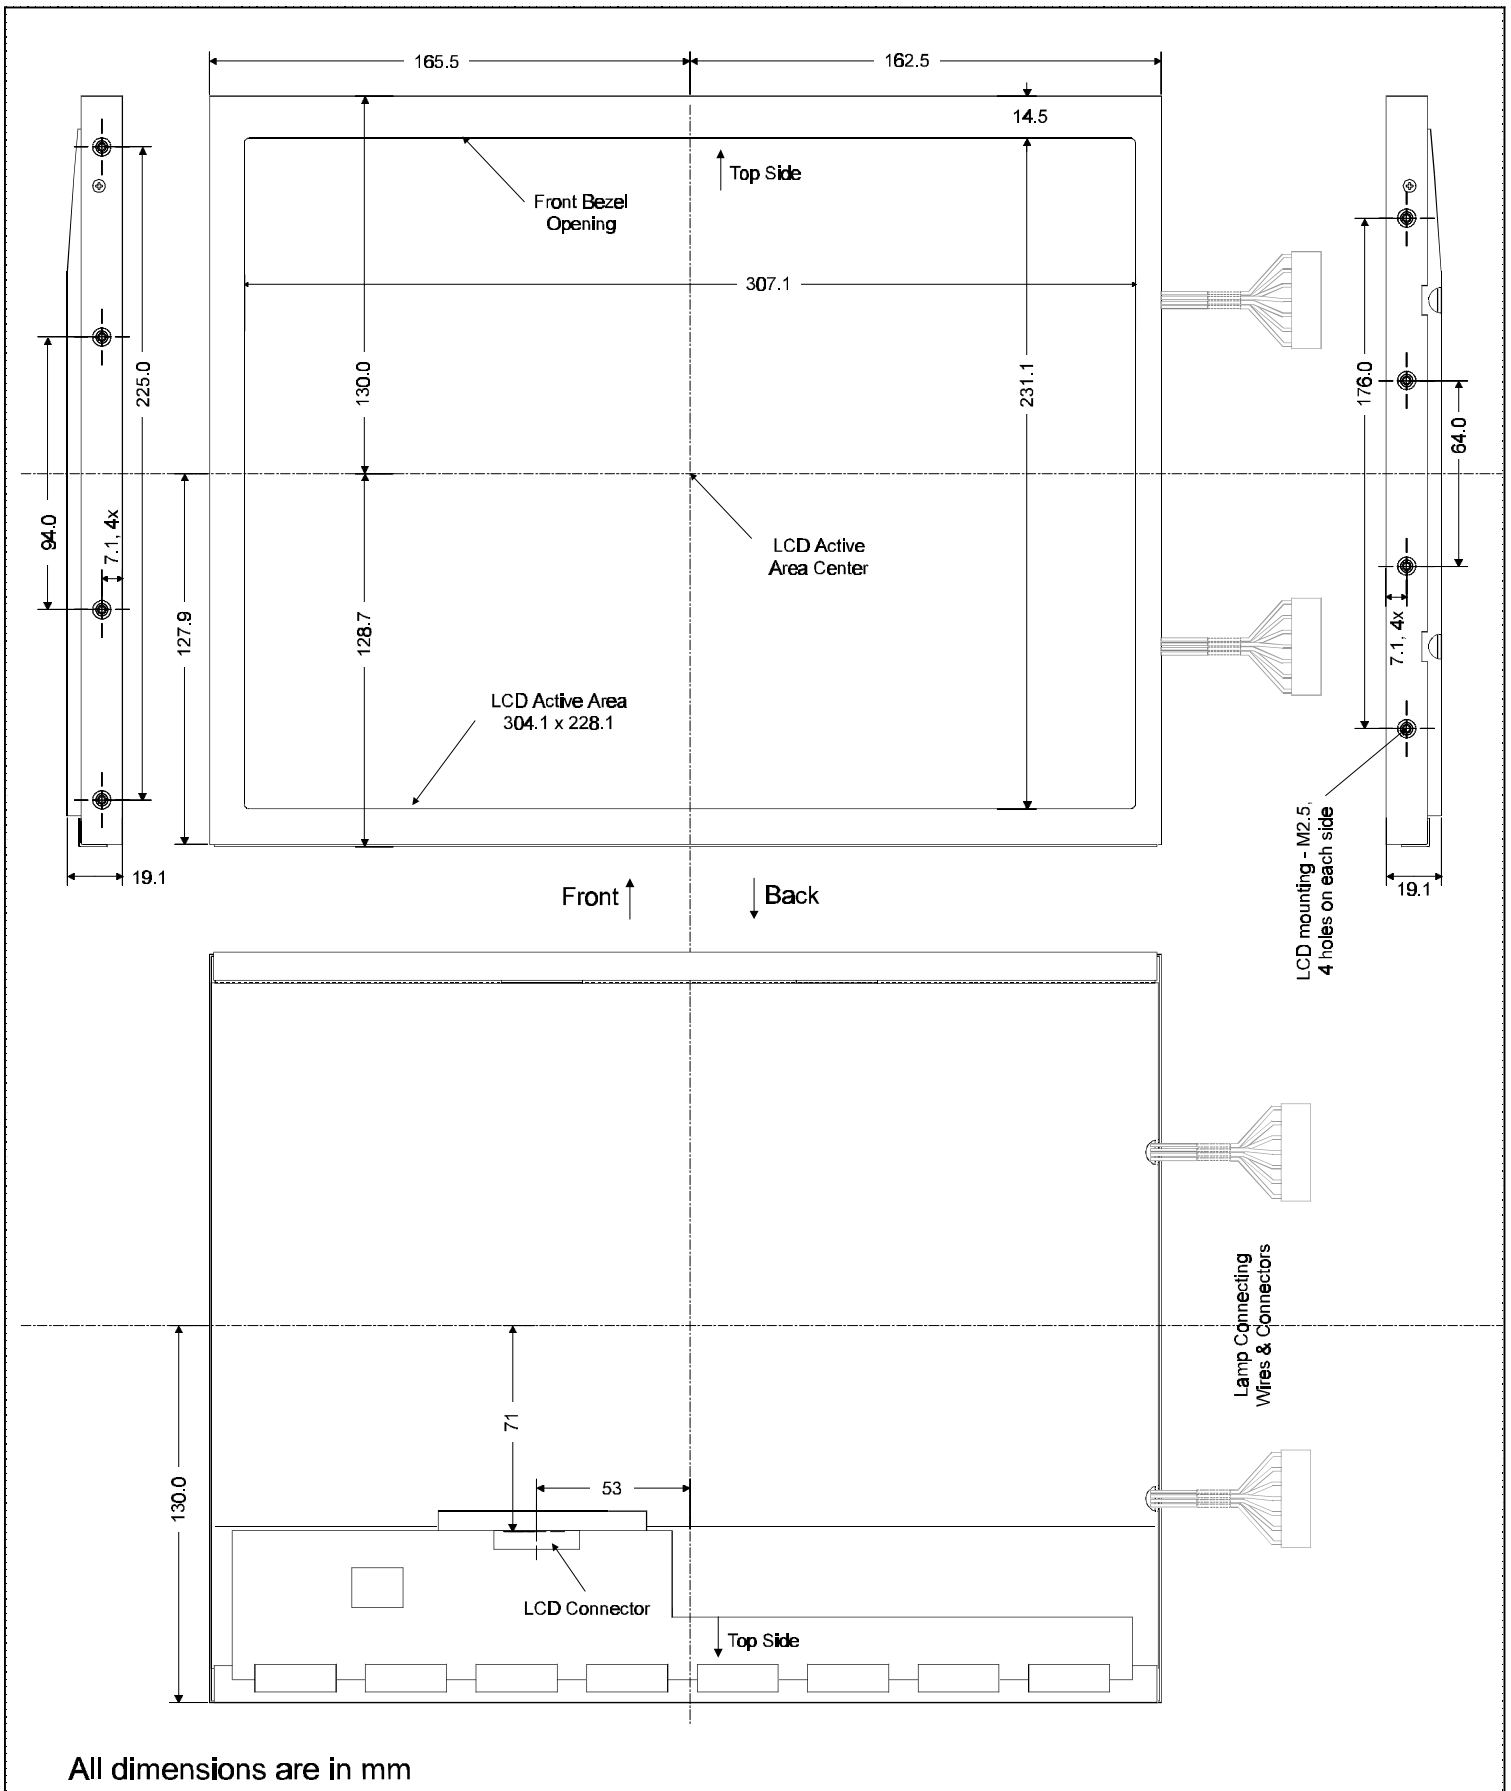 165.5
162.5
14.5
Top Side
Front Bezel
Opening
307.1
225.0
130.0
231.1
176.0
64.0
94.0
7.1, 4x
LCD Active
Area Center
127.9
128.7
7.1, 4x
LCD Active Area
304.1 x 228.1
19.1
19.1
LCD mounting - M2.5,
4 holes on each side
Front
Back
Lamp Connecting
Wires & Connectors
71
130.0
53
LCD Connector
Top Side
All dimensions are in mm